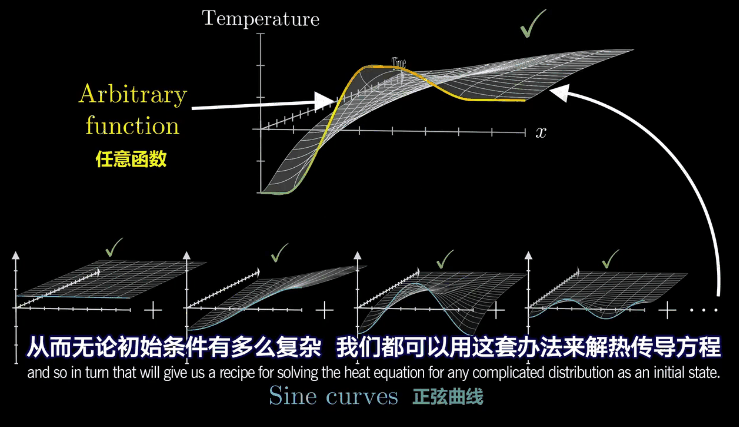 Temperature
Time
Arbitrary
function
任意函数
x
从而无论初始条件有多么复杂 我们都可以用这套办法来解热传导方程
and so in turn that will give us a recipe for solving the heat equation for any complicated distribution as an initial state.
Sine curves 正弦曲线